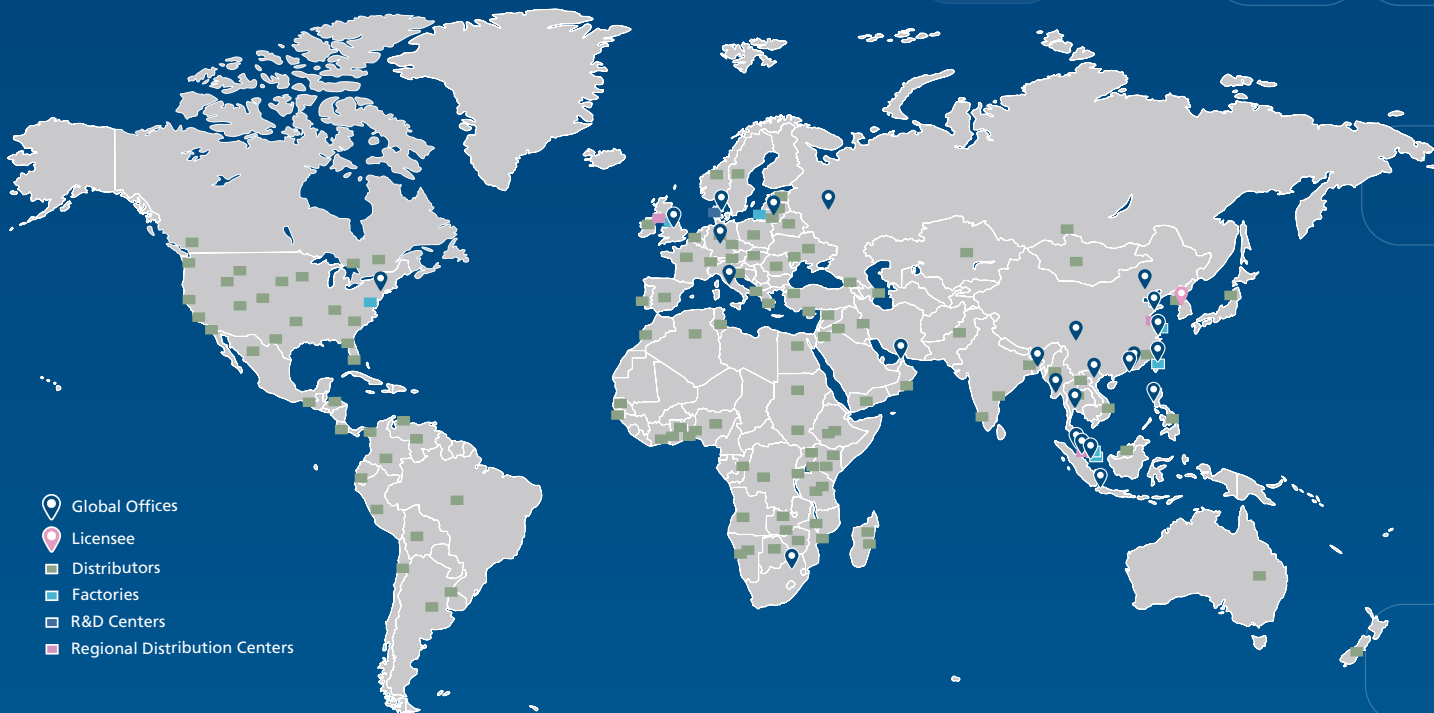 Global Offices
Licensee
Distributors
Factories
R&D Centers
Regional Distribution Centers